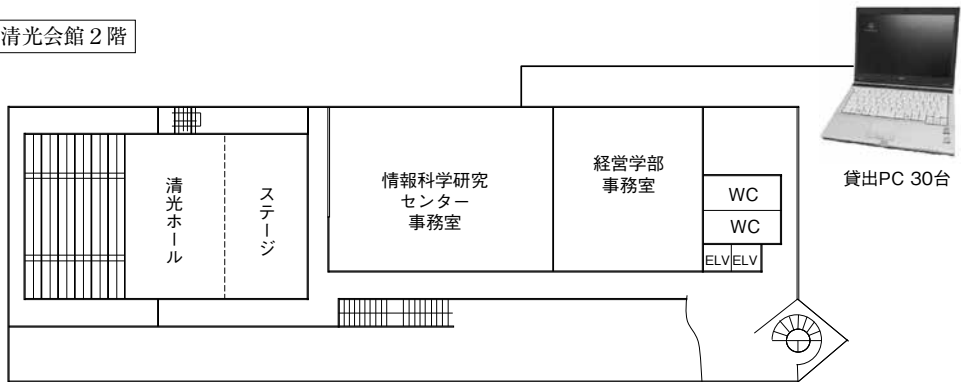 清光会館2階
貸出PC 30台
清光ホール
ステージ
情報科学研究
センター
事務室
経営学部
事務室
WC
WC
ELV
ELV